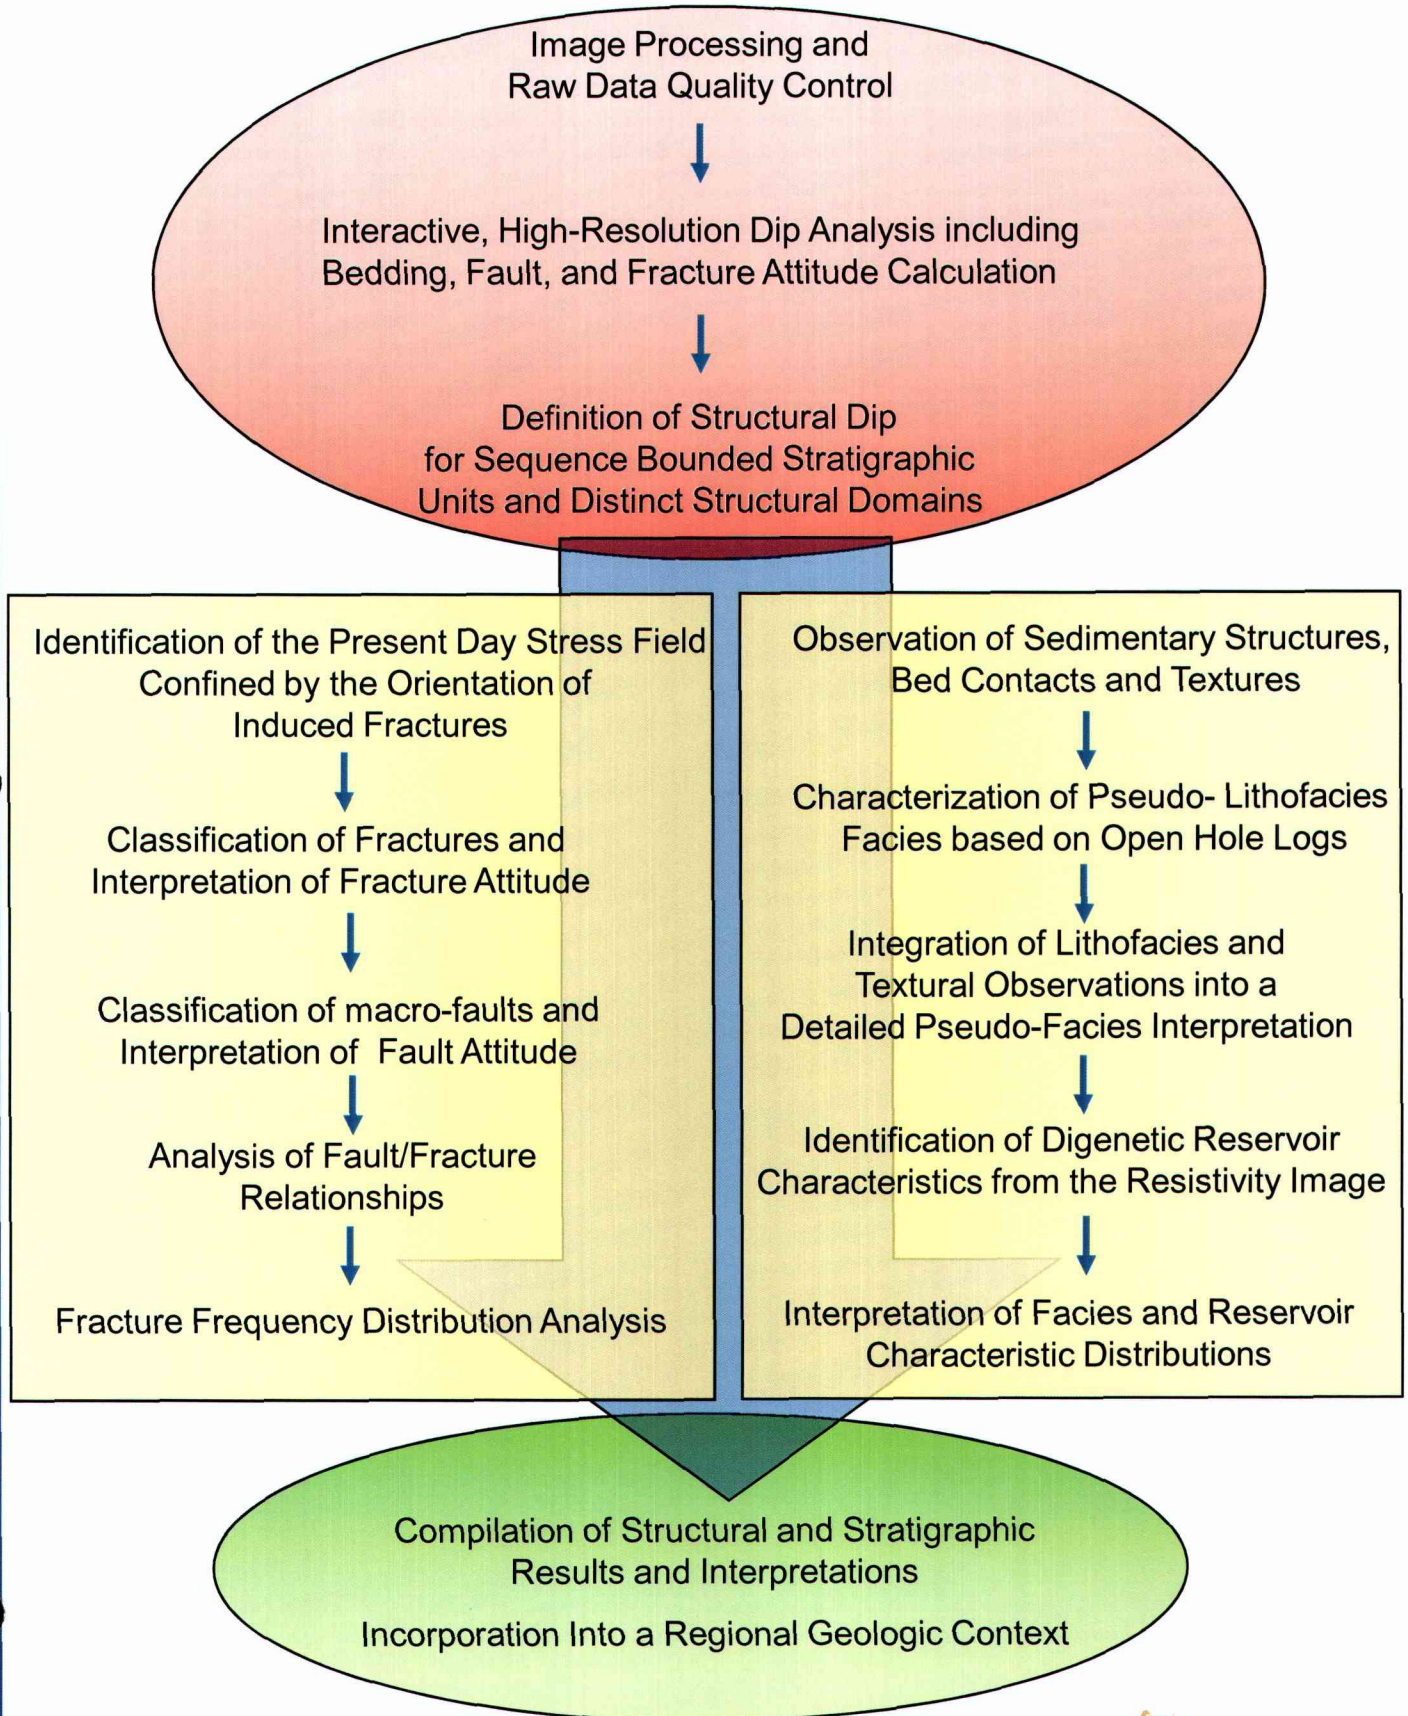 Image Processing and
Raw Data Quality Control
Interactive, High-Resolution Dip Analysis including
Bedding, Fault, and Fracture Attitude Calculation
Definition of Structural Dip
for Sequence Bounded Stratigraphic
Units and Distinct Structural Domains
Identification of the Present Day Stress Field
Confined by the Orientation of
Induced Fractures
Classification of Fractures and
Interpretation of Fracture Attitude
Classification of macro-faults and
Interpretation of Fault Attitude
Analysis of Fault/Fracture
Relationships
Fracture Frequency Distribution Analysis
Observation of Sedimentary Structures,
Bed Contacts and Textures
Characterization of Pseudo- Lithofacies
Facies based on Open Hole Logs
Integration of Lithofacies and
Textural Observations into a
Detailed Pseudo-Facies Interpretation
Identification of Digenetic Reservoir
Characteristics from the Resistivity Image
Interpretation of Facies and Reservoir
Characteristic Distributions
Compilation of Structural and Stratigraphic
Results and Interpretations
Incorporation Into a Regional Geologic Context